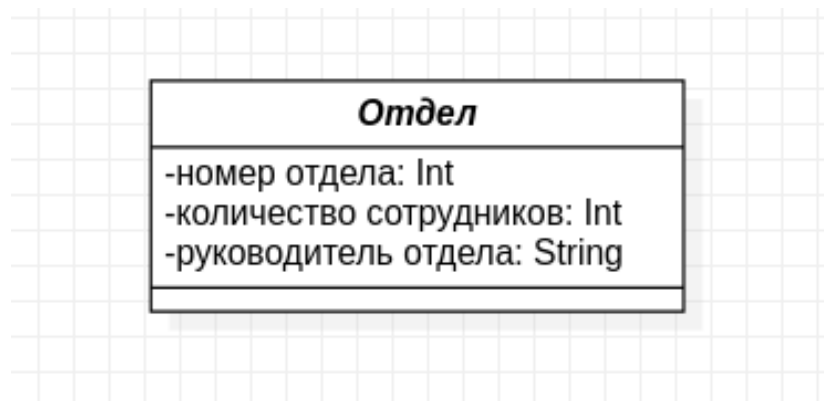 Отдел
-номер отдела: Int
-количество сотрудников: Int
-руководитель отдела: String